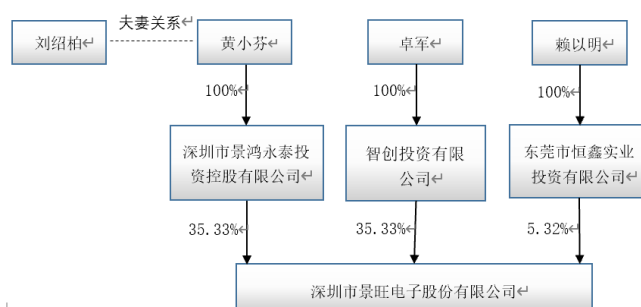 夫妻关系
刘绍柏
黄小芬
卓军
赖以明
100%
100%
100%
深圳市景鸿永泰投
资控股有限公司
智创投资有限
公司
东莞市恒鑫实业
投资有限公司
35.33%
35.33%
5.32%
深圳市景旺电子股份有限公司